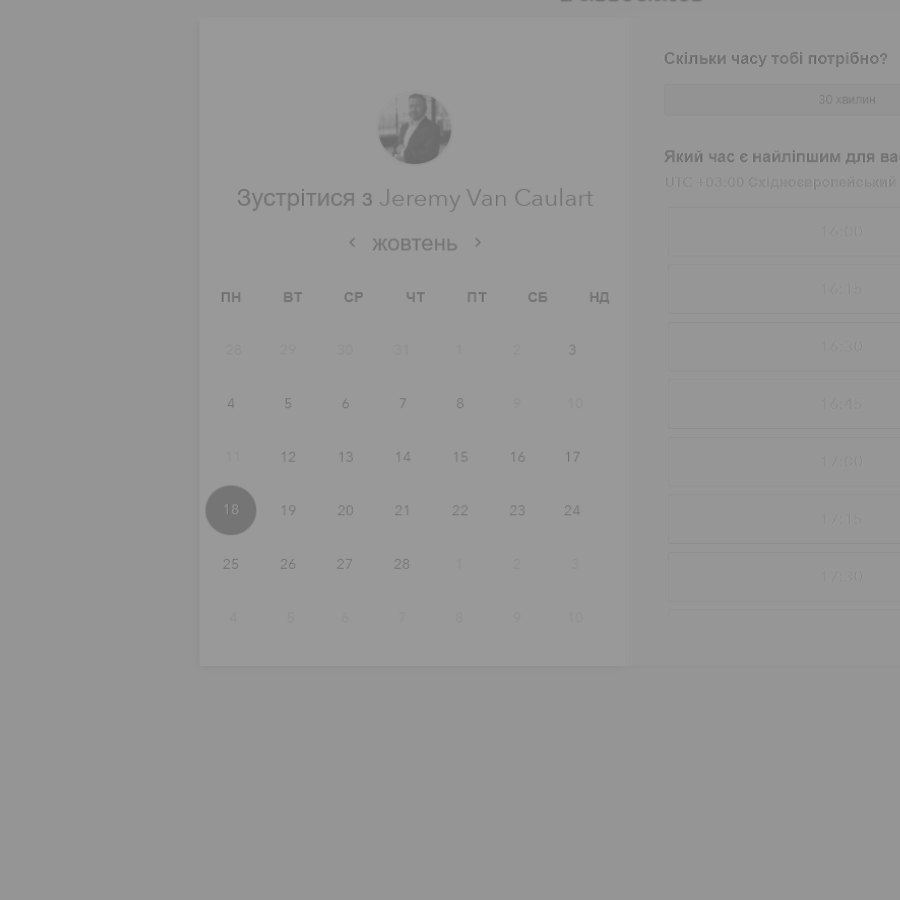 Зустрітися з Jeremy Van Caulart
жовтень
ПН ВТ СР ЧТ ПТ СБ НД
28 29 30 31 1 2 3
4 5 6 7 8 9 10
11 12 13 14 15 16 17
18 19 20 21 22 23 24
25 26 27 28 1 2 3
4 5 6 7 8 9 10
Скільки часу тобі потрібно?
30 хвилин
Який час є найліпшим для
UTC +03:00 Східноєвропейський
16:00
16:15
16:30
16:45
17:00
17:15
17:30